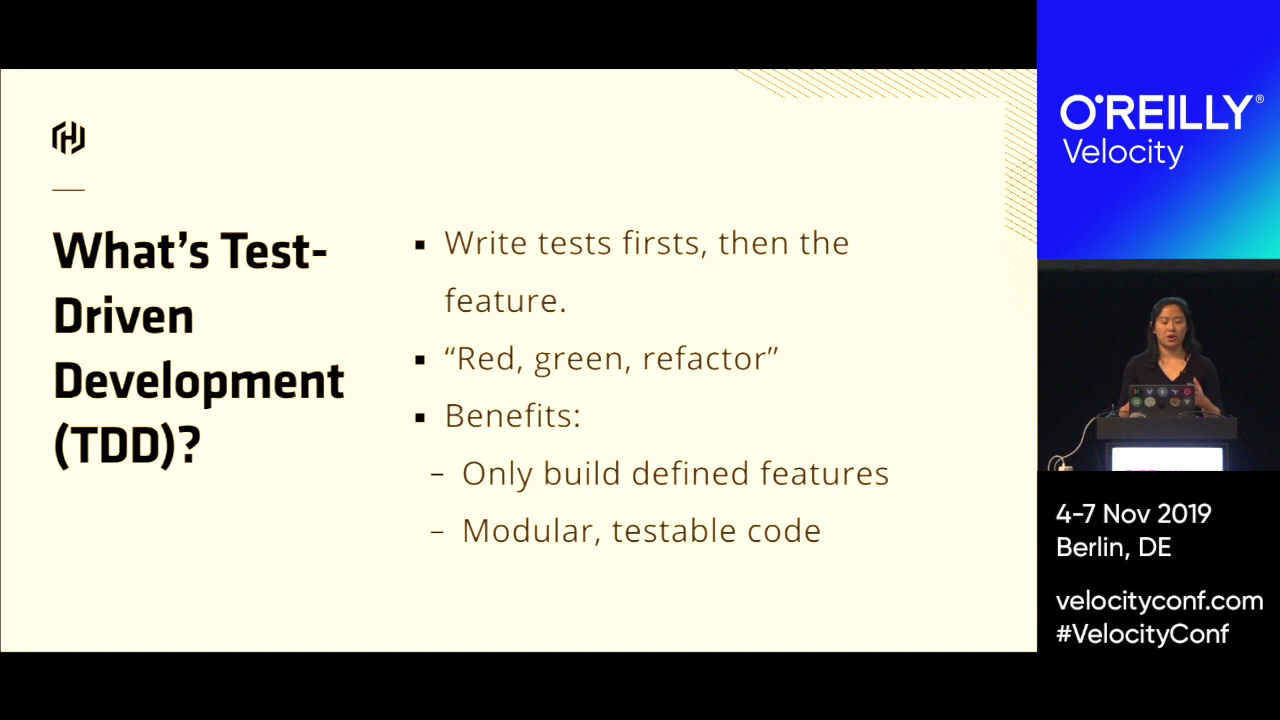 What's Test-
Driven
Development
(TDD)?
▪ Write tests firsts, then the
feature.
▪ “Red, green, refactor”
▪ Benefits:
– Only build defined features
– Modular, testable code
O'REILLY®
Velocity
4-7 Nov 2019
Berlin, DE
velocityconf.com
#VelocityConf